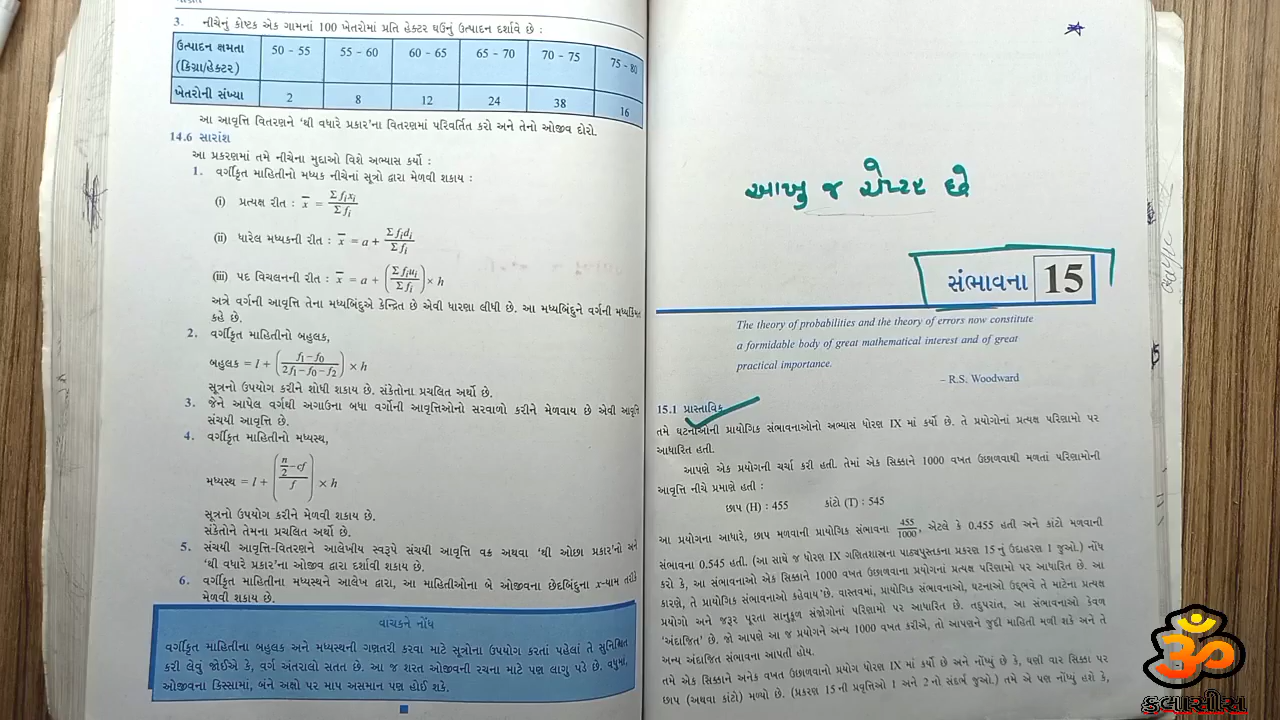 3. નીચેનું કોષ્ટક એક ગામનાં 100 ખેતરોમાં પ્રતિ હેક્ટર ઘઉંનું ઉત્પાદન દર્શાવે છે :
ઉત્પાદન ક્ષમતા (કિગ્રા/હેક્ટર) 50 – 55 55 – 60 60 – 65 65 – 70 70 – 75 75 – 80
ખેતરોની સંખ્યા 2 8 12 24 38 16
આ આવૃત્તિ વિતરણને ‘થી વધારે પ્રકાર’ના વિતરણમાં પરિવર્તિત કરો અને તેનો ઓજીવ દોરો.
14.6 સારાંશ
આ પ્રકરણમાં તમે નીચેના મુદાઓ વિશે અભ્યાસ કર્યો :
1. વર્ગીકૃત માહિતીનો મધ્યક નીચેનાં સૂત્રો દ્વારા મેળવી શકાય :
(i) પ્રત્યક્ષ રીત : x̄ = Σfᵢxᵢ / Σfᵢ
(ii) ધારેલ મધ્યકની રીત : x̄ = a + Σfᵢdᵢ / Σfᵢ
(iii) પદ વિચલનની રીત : x̄ = a + (Σfᵢuᵢ / Σfᵢ) × h
અત્રે વર્ગની આવૃત્તિ તેના મધ્યબિંદુએ કેન્દ્રિત છે એવી ધારણા લીધી છે. આ મધ્યબિંદુને વર્ગની મધ્યકિંમત
કહે છે.
2. વર્ગીકૃત માહિતીનો બહુલક,
બહુલક = l + (f₁–f₀ / 2f₁–f₀–f₂) × h
સૂત્રનો ઉપયોગ કરીને શોધી શકાય છે. સંકેતોના પ્રચલિત અર્થો છે.
3. જેને આપેલ વર્ગથી અગાઉના બધા વર્ગોની આવૃત્તિઓનો સરવાળો કરીને મેળવાય છે એવી આવૃત્તિ
સંચયી આવૃત્તિ છે.
4. વર્ગીકૃત માહિતીનો મધ્યસ્થ,
મધ્યસ્થ = l + ((n/2 – cf) / f) × h
સૂત્રનો ઉપયોગ કરીને મેળવી શકાય છે.
સંકેતોને તેમના પ્રચલિત અર્થો છે.
5. સંચયી આવૃત્તિ-વિતરણને આલેખીય સ્વરૂપે સંચયી આવૃત્તિ વક્ર અથવા ‘થી ઓછા પ્રકાર’નો અને
‘થી વધારે પ્રકાર’ના ઓજીવ દ્વારા દર્શાવી શકાય છે.
6. વર્ગીકૃત માહિતીના મધ્યસ્થને આલેખ દ્વારા, આ માહિતીઓના બે ઓજીવના છેદબિંદુના x-યામ તરીકે
મેળવી શકાય છે.
વાચકને નોંધ
વર્ગીકૃત માહિતીના બહુલક અને મધ્યસ્થની ગણતરી કરવા માટે સૂત્રોના ઉપયોગ કરતાં પહેલાં તે સુનિશ્ચિત
કરી લેવું જોઈએ કે, વર્ગ અંતરાલો સતત છે. આ જ શરત ઓજીવની રચના માટે પણ લાગુ પડે છે. વધુમાં,
ઓજીવના કિસ્સામાં, બંને અક્ષો પર માપ અસમાન પણ હોઈ શકે.
આખુ જ ચેપ્ટર છે
સંભાવના 15
The theory of probabilities and the theory of errors now constitute
a formidable body of great mathematical interest and of great
practical importance.
– R.S. Woodward
15.1 પ્રાસ્તાવિક
તમે ઘટનાઓની પ્રાયોગિક સંભાવનાઓનો અભ્યાસ ધોરણ IX માં કર્યો છે. તે પ્રયોગોનાં પ્રત્યક્ષ પરિણામો પર
આધારિત હતી.
આપણે એક પ્રયોગની ચર્ચા કરી હતી. તેમાં એક સિક્કાને 1000 વખત ઉછાળવાથી મળતાં પરિણામોની
આવૃત્તિ નીચે પ્રમાણે હતી :
છાપ (H) : 455 કાંટો (T) : 545
આ પ્રયોગના આધારે, છાપ મળવાની પ્રાયોગિક સંભાવના 455/1000, એટલે કે 0.455 હતી અને કાંટો મળવાની
સંભાવના 0.545 હતી. (આ સાથે જ ધોરણ IX ગણિતશાસ્ત્રના પાઠ્યપુસ્તકના પ્રકરણ 15 નું ઉદાહરણ 1 જુઓ.) નોંધ
કરો કે, આ સંભાવનાઓ એક સિક્કાને 1000 વખત ઉછાળવાના પ્રયોગનાં પ્રત્યક્ષ પરિણામો પર આધારિત છે. આ
કારણે, તે પ્રાયોગિક સંભાવનાઓ કહેવાય છે. વાસ્તવમાં, પ્રાયોગિક સંભાવનાઓ, ઘટનાઓ ઉદ્ભવે તે માટેના પ્રત્યક્ષ
પ્રયોગો અને જરૂર પૂરતા સાનુકૂળ સંજોગોનાં પરિણામો પર આધારિત છે. તદુપરાંત, આ સંભાવનાઓ કેવળ
‘અંદાજિત’ છે. જો આપણે આ જ પ્રયોગને અન્ય 1000 વખત કરીએ, તો આપણને જુદી માહિતી મળી શકે અને તે
અન્ય અંદાજિત સંભાવના આપતી હોય.
તમે એક સિક્કાને અનેક વખત ઉછાળવાનો પ્રયોગ ધોરણ IX માં કર્યો છે અને નોંધ્યું છે કે, ઘણી વાર સિક્કા પર
છાપ (અથવા કાંટો) મળ્યો છે. (પ્રકરણ 15 ની પ્રવૃત્તિઓ 1 અને 2 નો સંદર્ભ જુઓ.) તમે એ પણ નોંધ્યું હશે કે,
ૐ
કલાસીસ